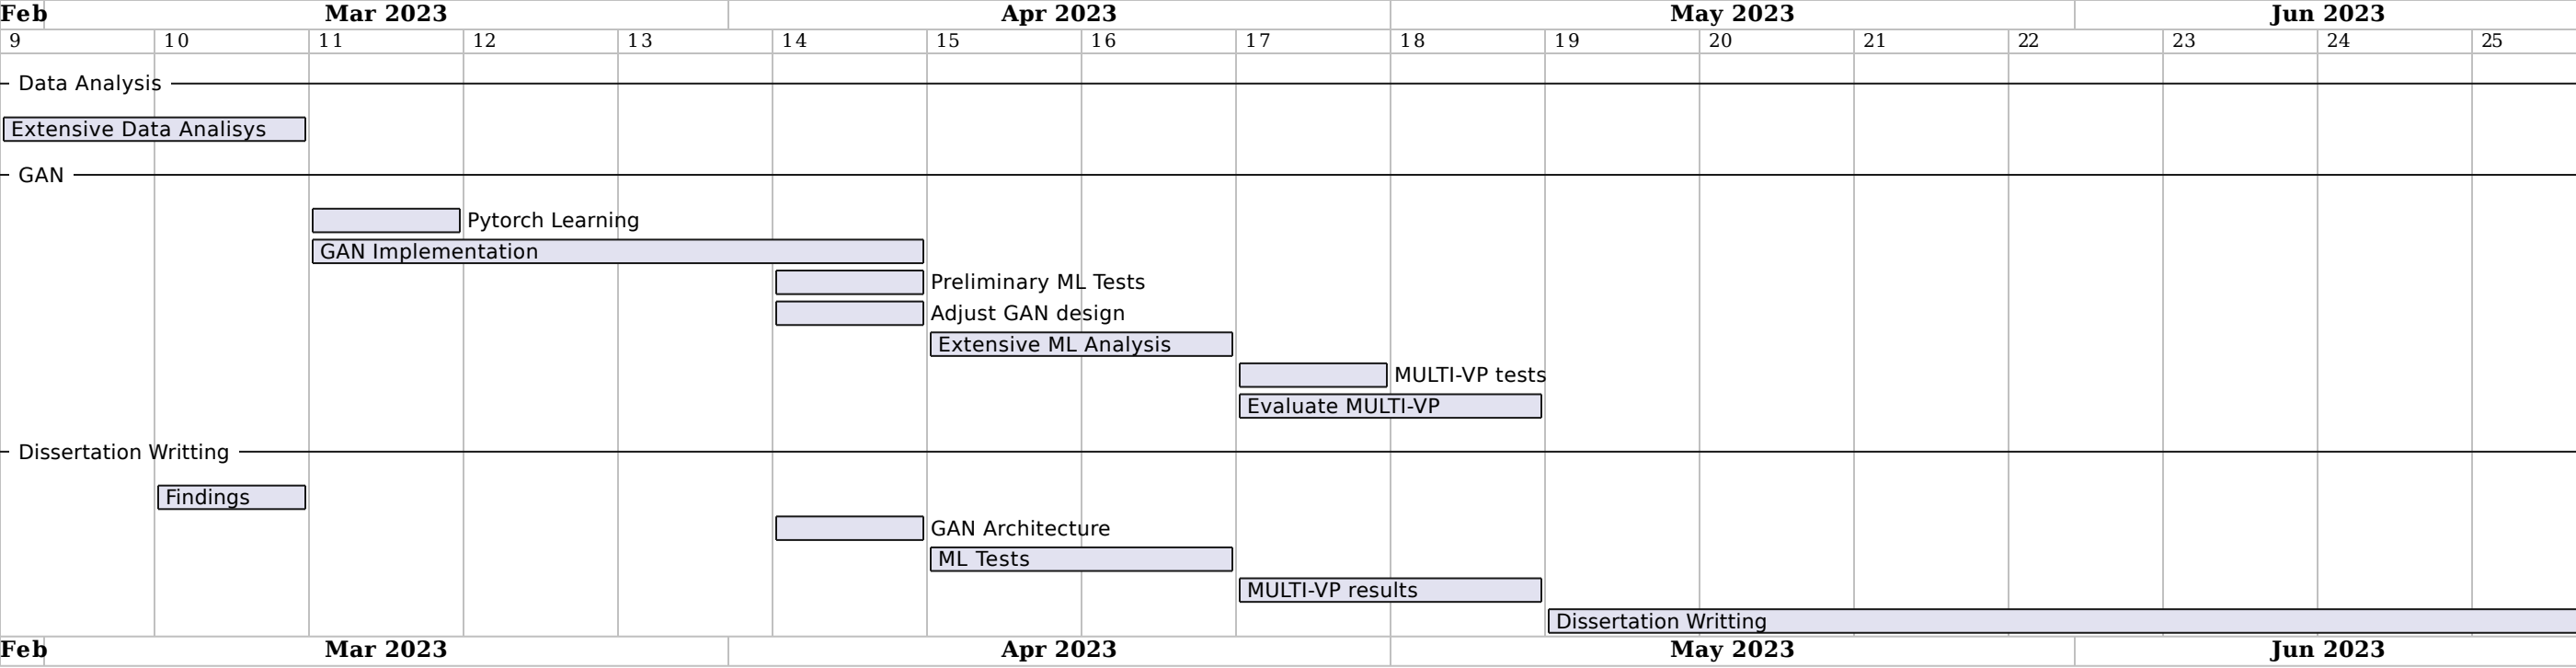 Feb Mar 2023 Apr 2023 May 2023 Jun 2023
9 10 11 12 13 14 15 16 17 18 19 20 21 22 23 24 25
Data Analysis
Extensive Data Analisys
GAN
Pytorch Learning
GAN Implementation
Preliminary ML Tests
Adjust GAN design
Extensive ML Analysis
MULTI-VP tests
Evaluate MULTI-VP
Dissertation Writting
Findings
GAN Architecture
ML Tests
MULTI-VP results
Dissertation Writting
Feb Mar 2023 Apr 2023 May 2023 Jun 2023